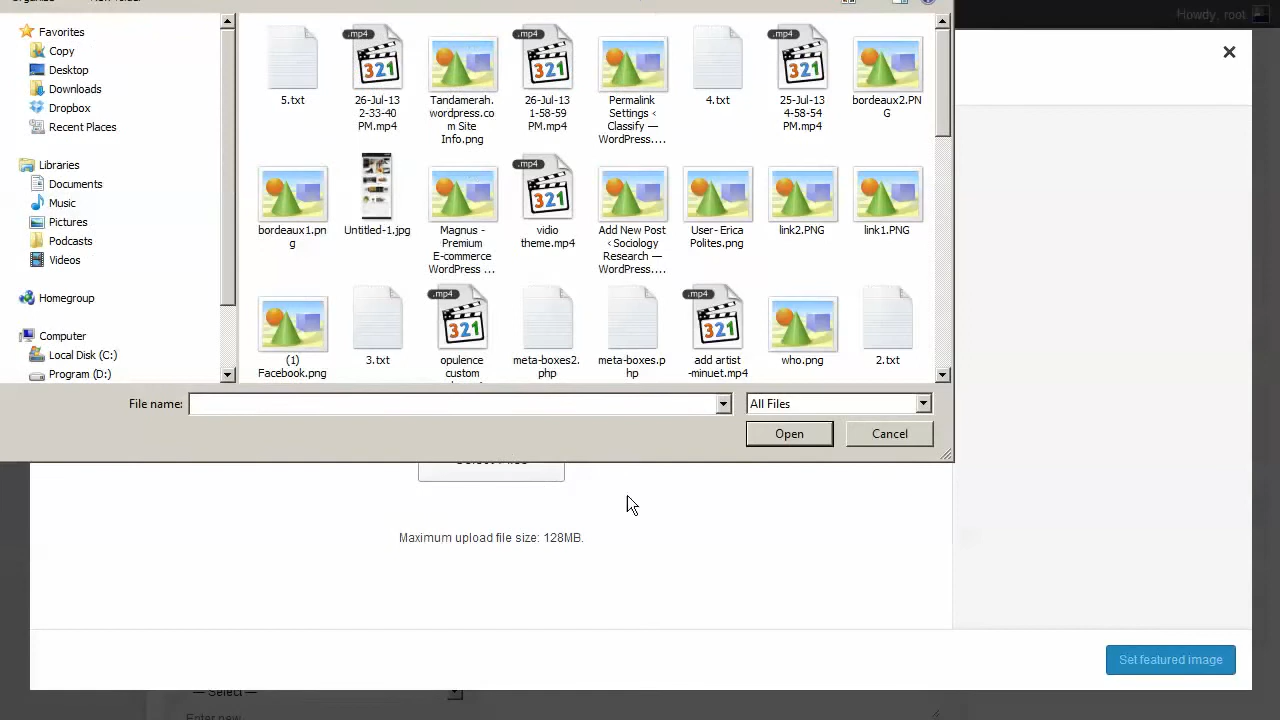 Howdy, root
Favorites
Copy
Desktop
Downloads
Dropbox
Recent Places
Libraries
Documents
Music
Pictures
Podcasts
Videos
Homegroup
Computer
Local Disk (C:)
Program (D:)
.mp4
.mp4
.mp4
5.txt
26-Jul-13
2-33-40
PM.mp4
Tandamerah.
wordpress.co
m Site
Info.png
26-Jul-13
1-58-59
PM.mp4
Permalink
Settings ‹
Classify —
WordPress....
4.txt
25-Jul-13
4-58-54
PM.mp4
bordeaux2.PN
G
.mp4
bordeaux1.pn
g
Untitled-1.jpg
Magnus -
Premium
E-commerce
WordPress ...
vidio
theme.mp4
Add New Post
‹ Sociology
Research —
WordPress....
User- Erica
Polites.png
link2.PNG
link1.PNG
.mp4
.mp4
(1)
Facebook.png
3.txt
opulence
custom
meta-boxes2.
php
meta-boxes.p
hp
add artist
-minuet.mp4
who.png
2.txt
File name:
All Files
Open
Cancel
Maximum upload file size: 128MB.
Set featured image
— Select —
Enter new